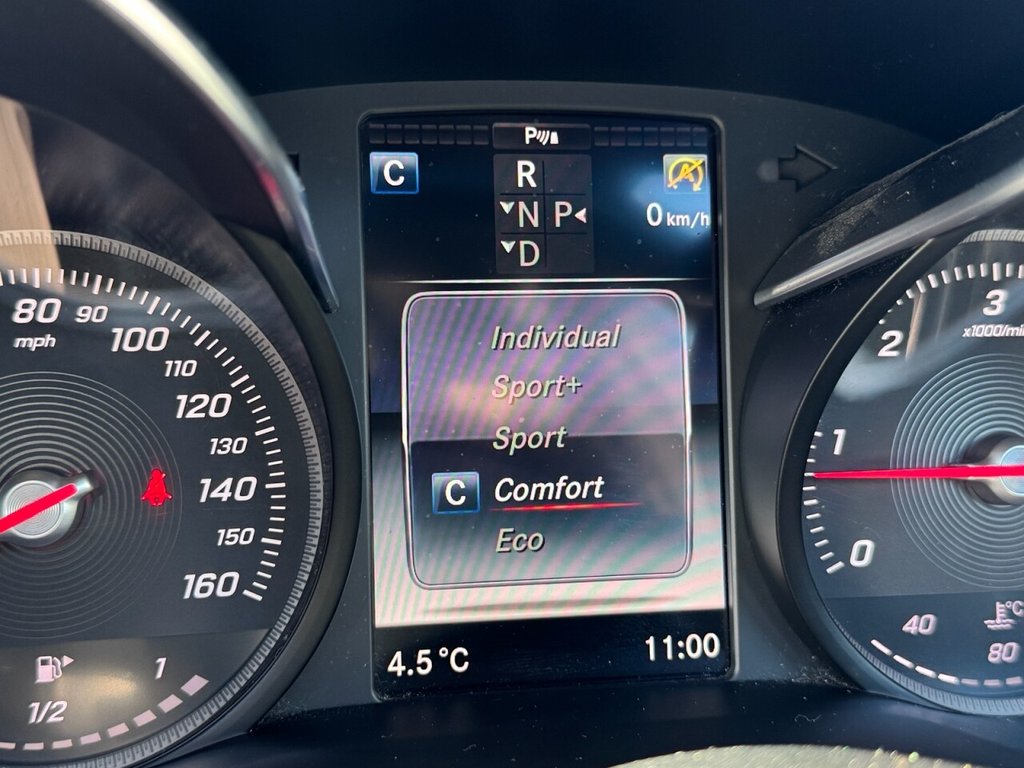 P
C
R
N P
D
0 km/h
Individual
Sport+
Sport
C Comfort
Eco
4.5 °C
11:00
80
mph
90
100
110
120
130
140
150
160
1/2
1
3
x1000/mi
2
1
0
40
°C
80